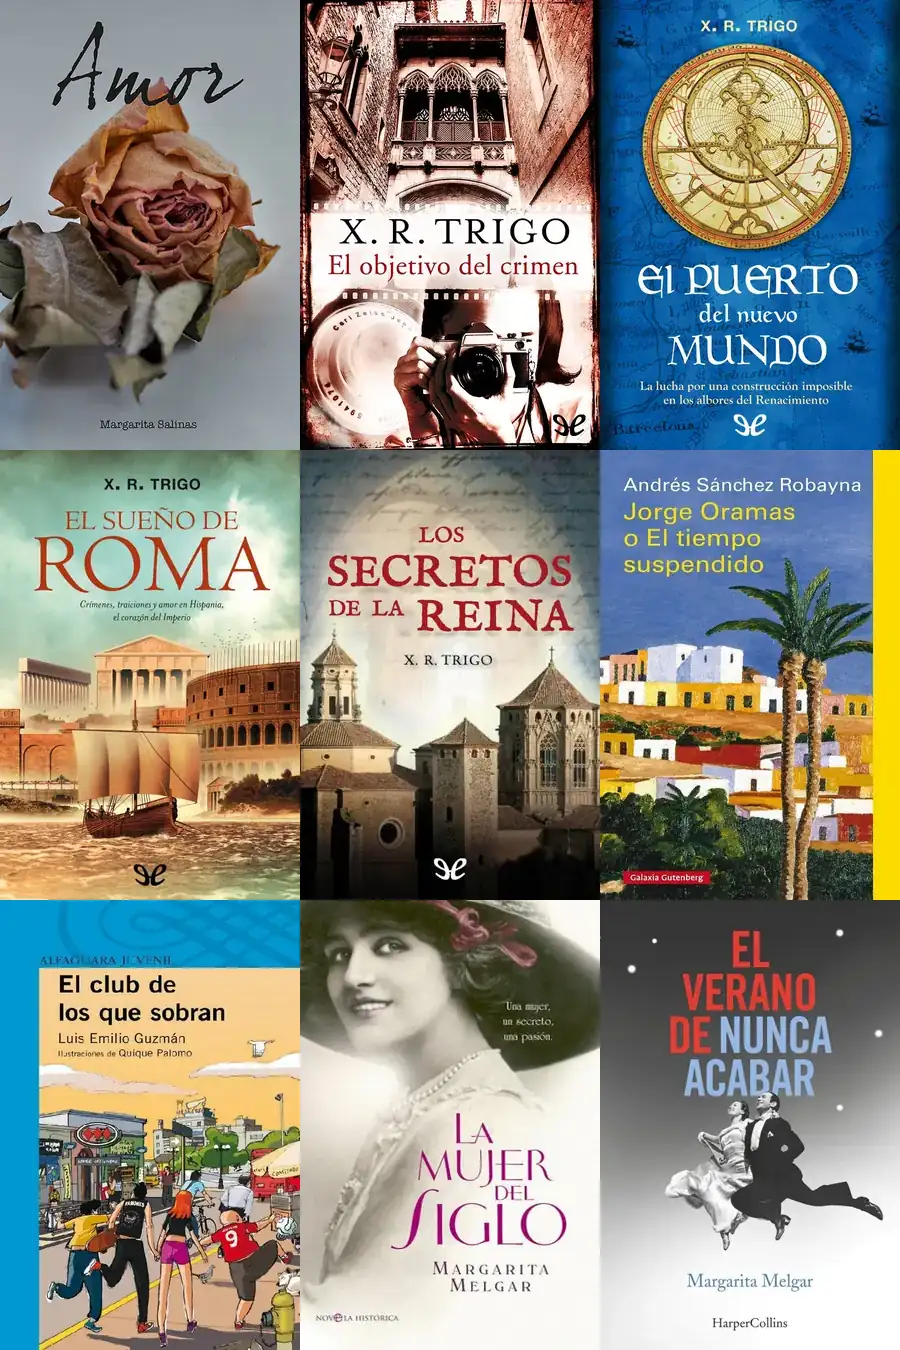 Amor
Margarita Salinas
X. R. TRIGO
El objetivo del crimen
X. R. TRIGO
El PUERTO
del nuevo
MUNDO
La lucha por una construcción imposible
en los albores del Renacimiento
Barcelona
X. R. TRIGO
EL SUEÑO DE
ROMA
Crímenes, traiciones y amor en Hispania,
el corazón del Imperio
LOS
SECRETOS
DE LA REINA
X. R. TRIGO
Andrés Sánchez Robayna
Jorge Oramas
o El tiempo
suspendido
Galaxia Gutenberg
ALFAGUARA JUVENIL
El club de
los que sobran
Luis Emilio Guzmán
Ilustraciones de Quique Palomo
9
Una mujer,
un secreto,
una pasión.
LA
MUJER
DEL
SIGLO
MARGARITA
MELGAR
NOVELA HISTÓRICA
EL
VERANO
DE NUNCA
ACABAR
Margarita Melgar
HarperCollins